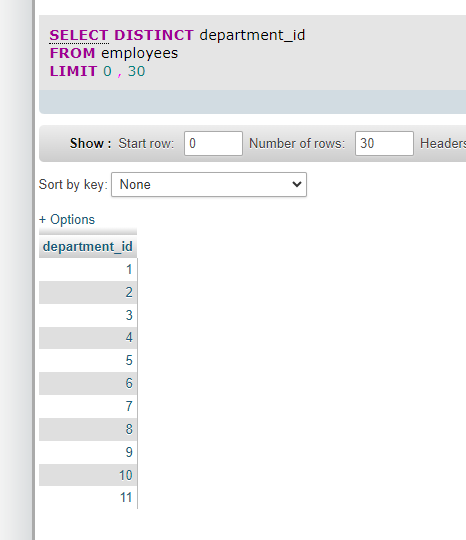 SELECT DISTINCT department_id
FROM employees
LIMIT 0 , 30
Show : Start row: 0 Number of rows: 30 Headers
Sort by key: None
+ Options
department_id
1
2
3
4
5
6
7
8
9
10
11